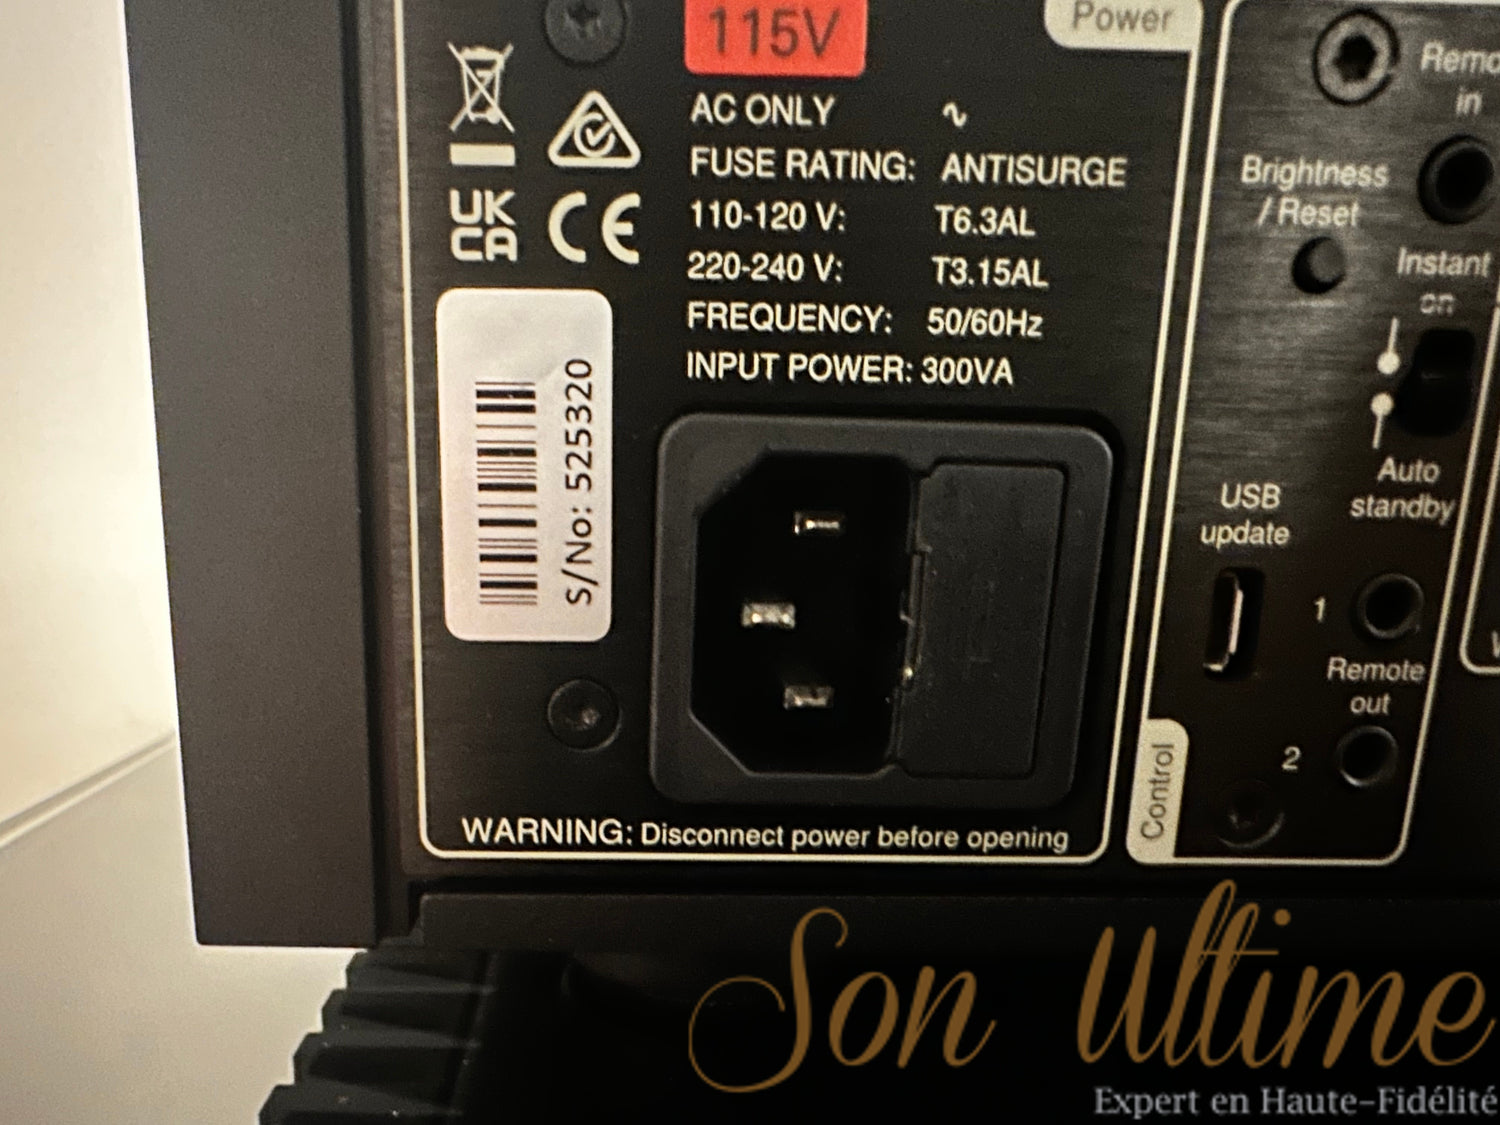 115V
Power
AC ONLY
FUSE RATING: ANTISURGE
110-120 V: T6.3AL
220-240 V: T3.15AL
FREQUENCY: 50/60Hz
INPUT POWER: 300VA
UK
CA
CE
S/No: 525320
WARNING: Disconnect power before opening
in
Brightness
/ Reset
Instant
on
Auto
standby
USB
update
1
Remote
out
2
Control
Son Ultime
Expert en Haute-Fidélité